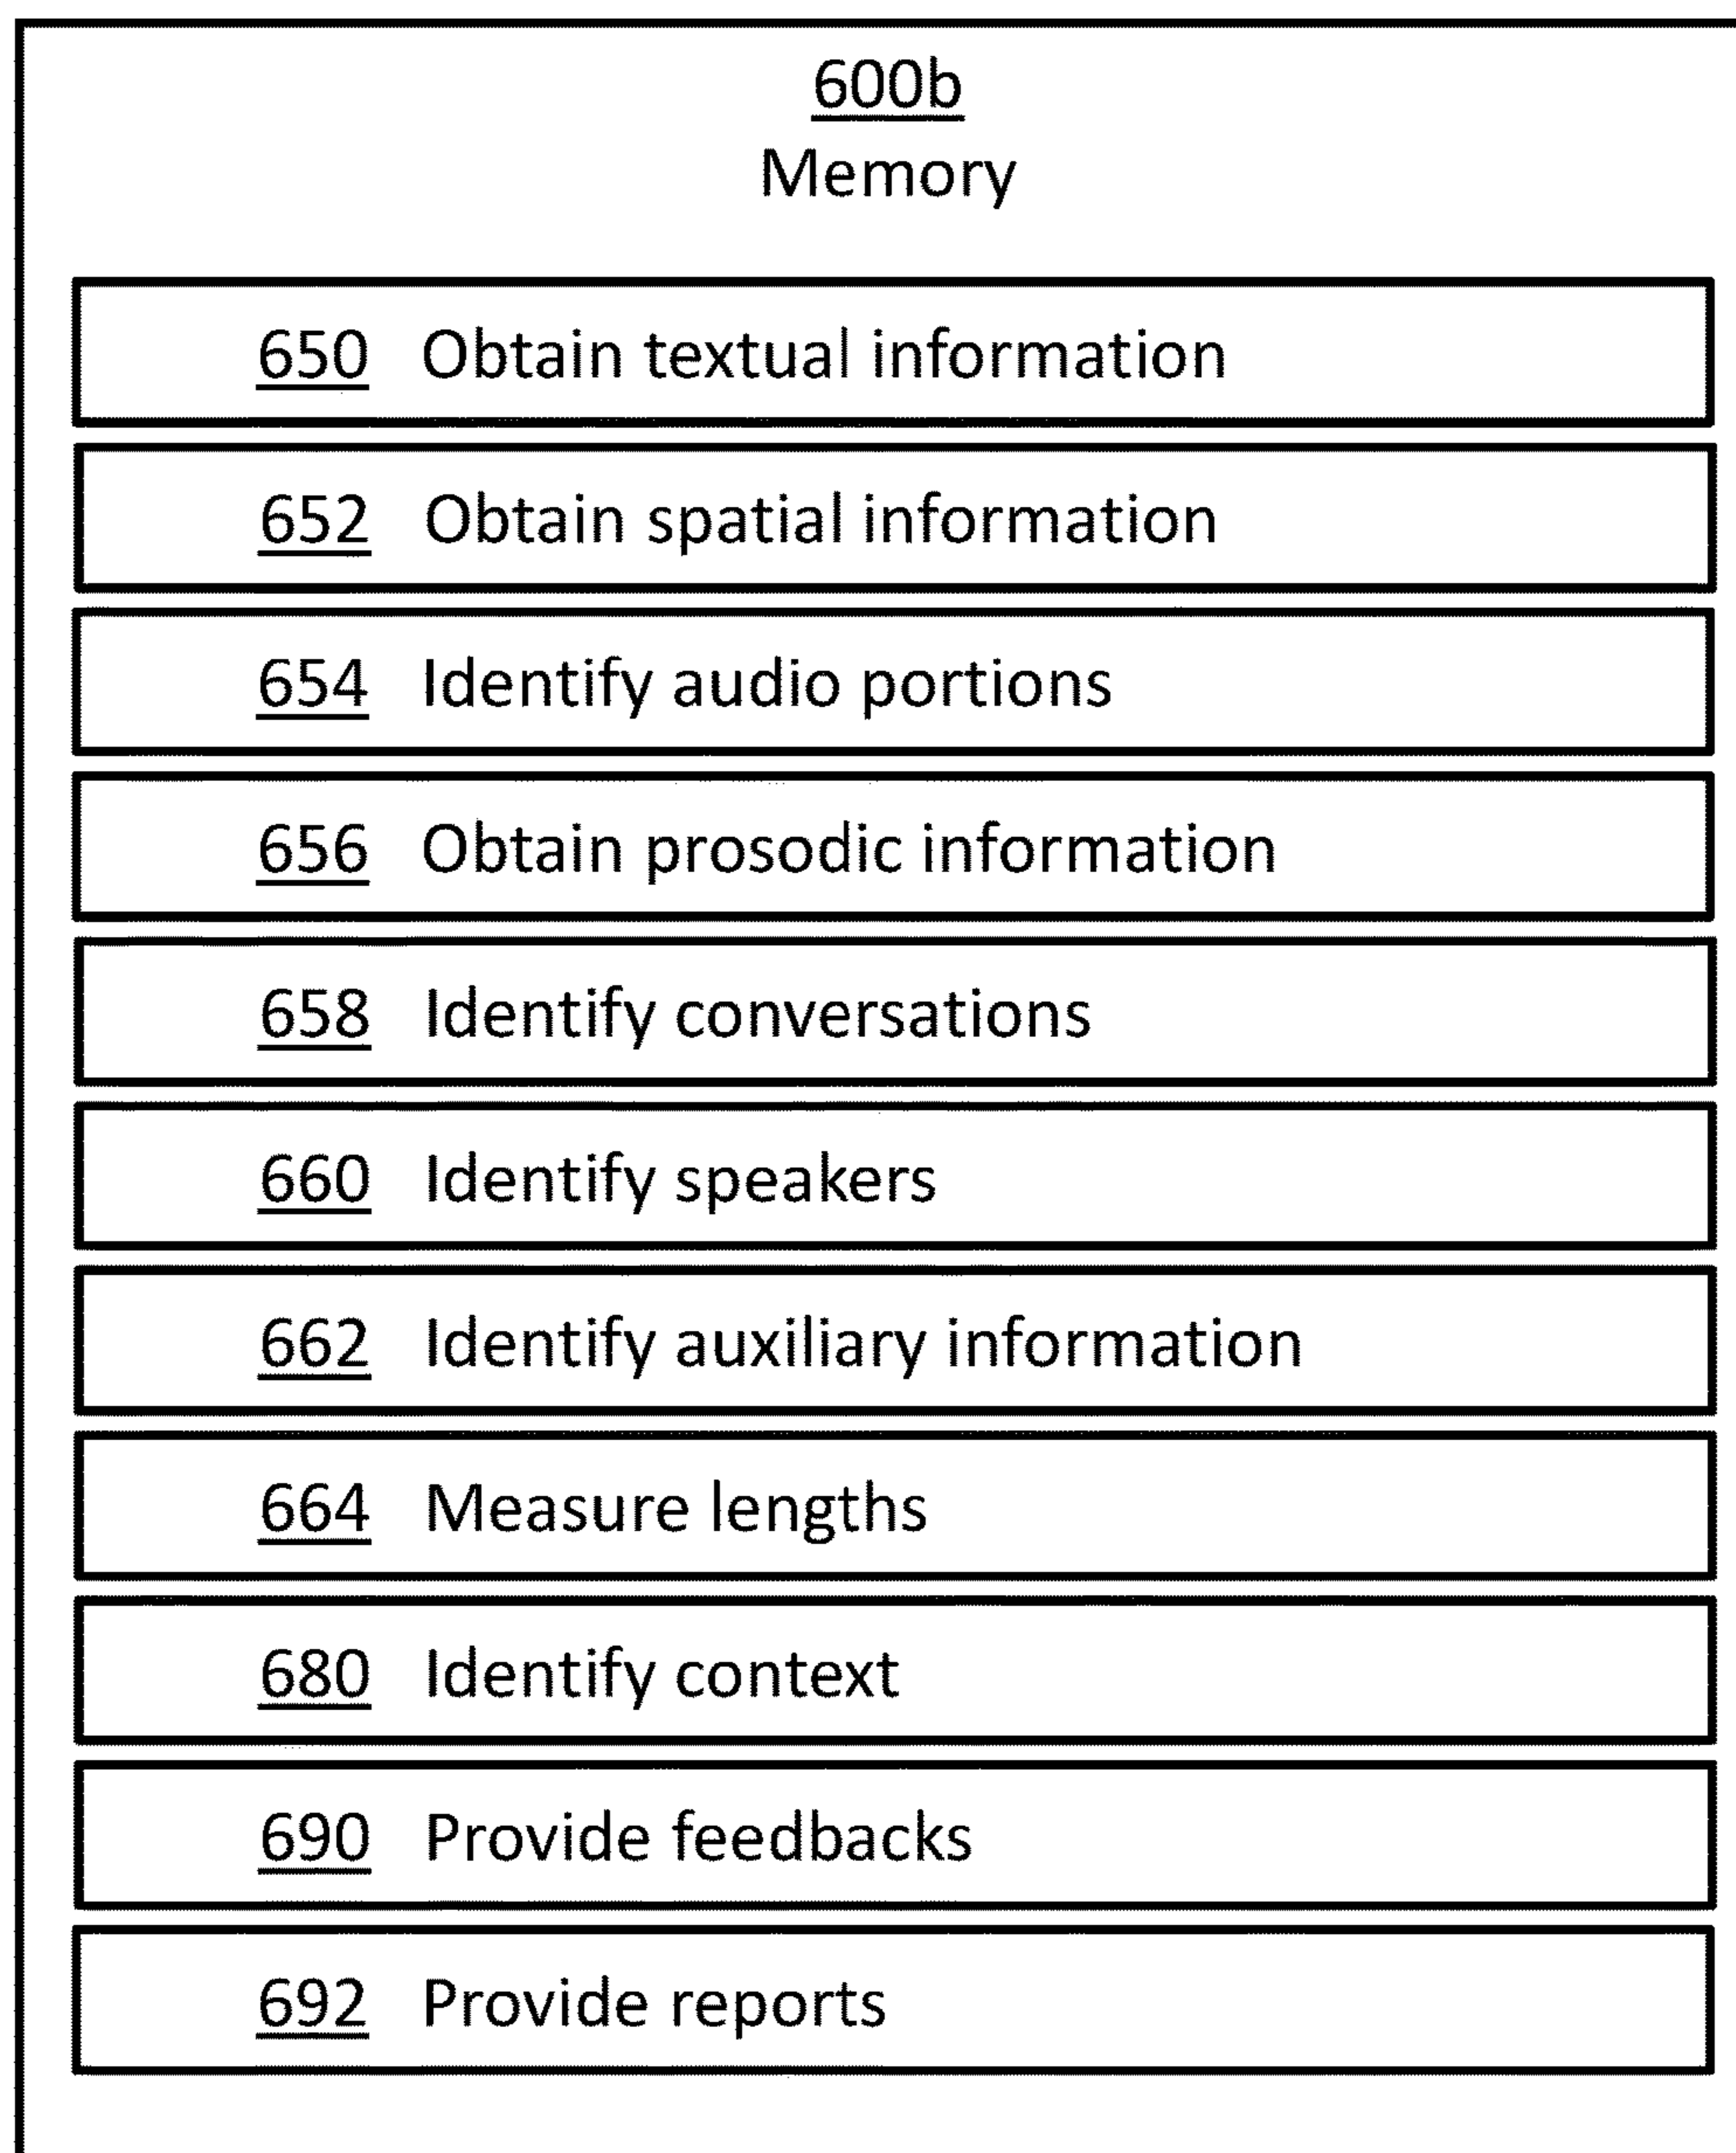 600b
Memory
650 Obtain textual information
652 Obtain spatial information
654 Identify audio portions
656 Obtain prosodic information
658 Identify conversations
660 Identify speakers
662 Identify auxiliary information
664 Measure lengths
680 Identify context
690 Provide feedbacks
692 Provide reports